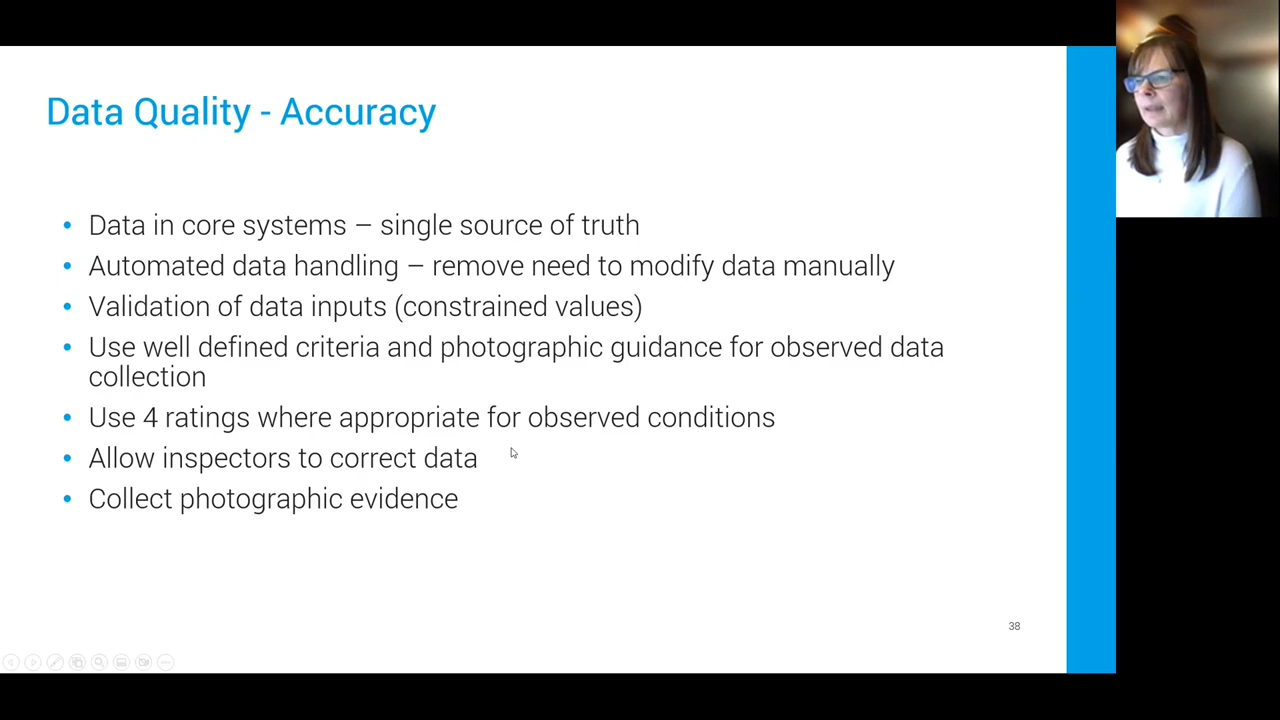 Data Quality - Accuracy
• Data in core systems – single source of truth
• Automated data handling – remove need to modify data manually
• Validation of data inputs (constrained values)
• Use well defined criteria and photographic guidance for observed data
collection
• Use 4 ratings where appropriate for observed conditions
• Allow inspectors to correct data
• Collect photographic evidence
38